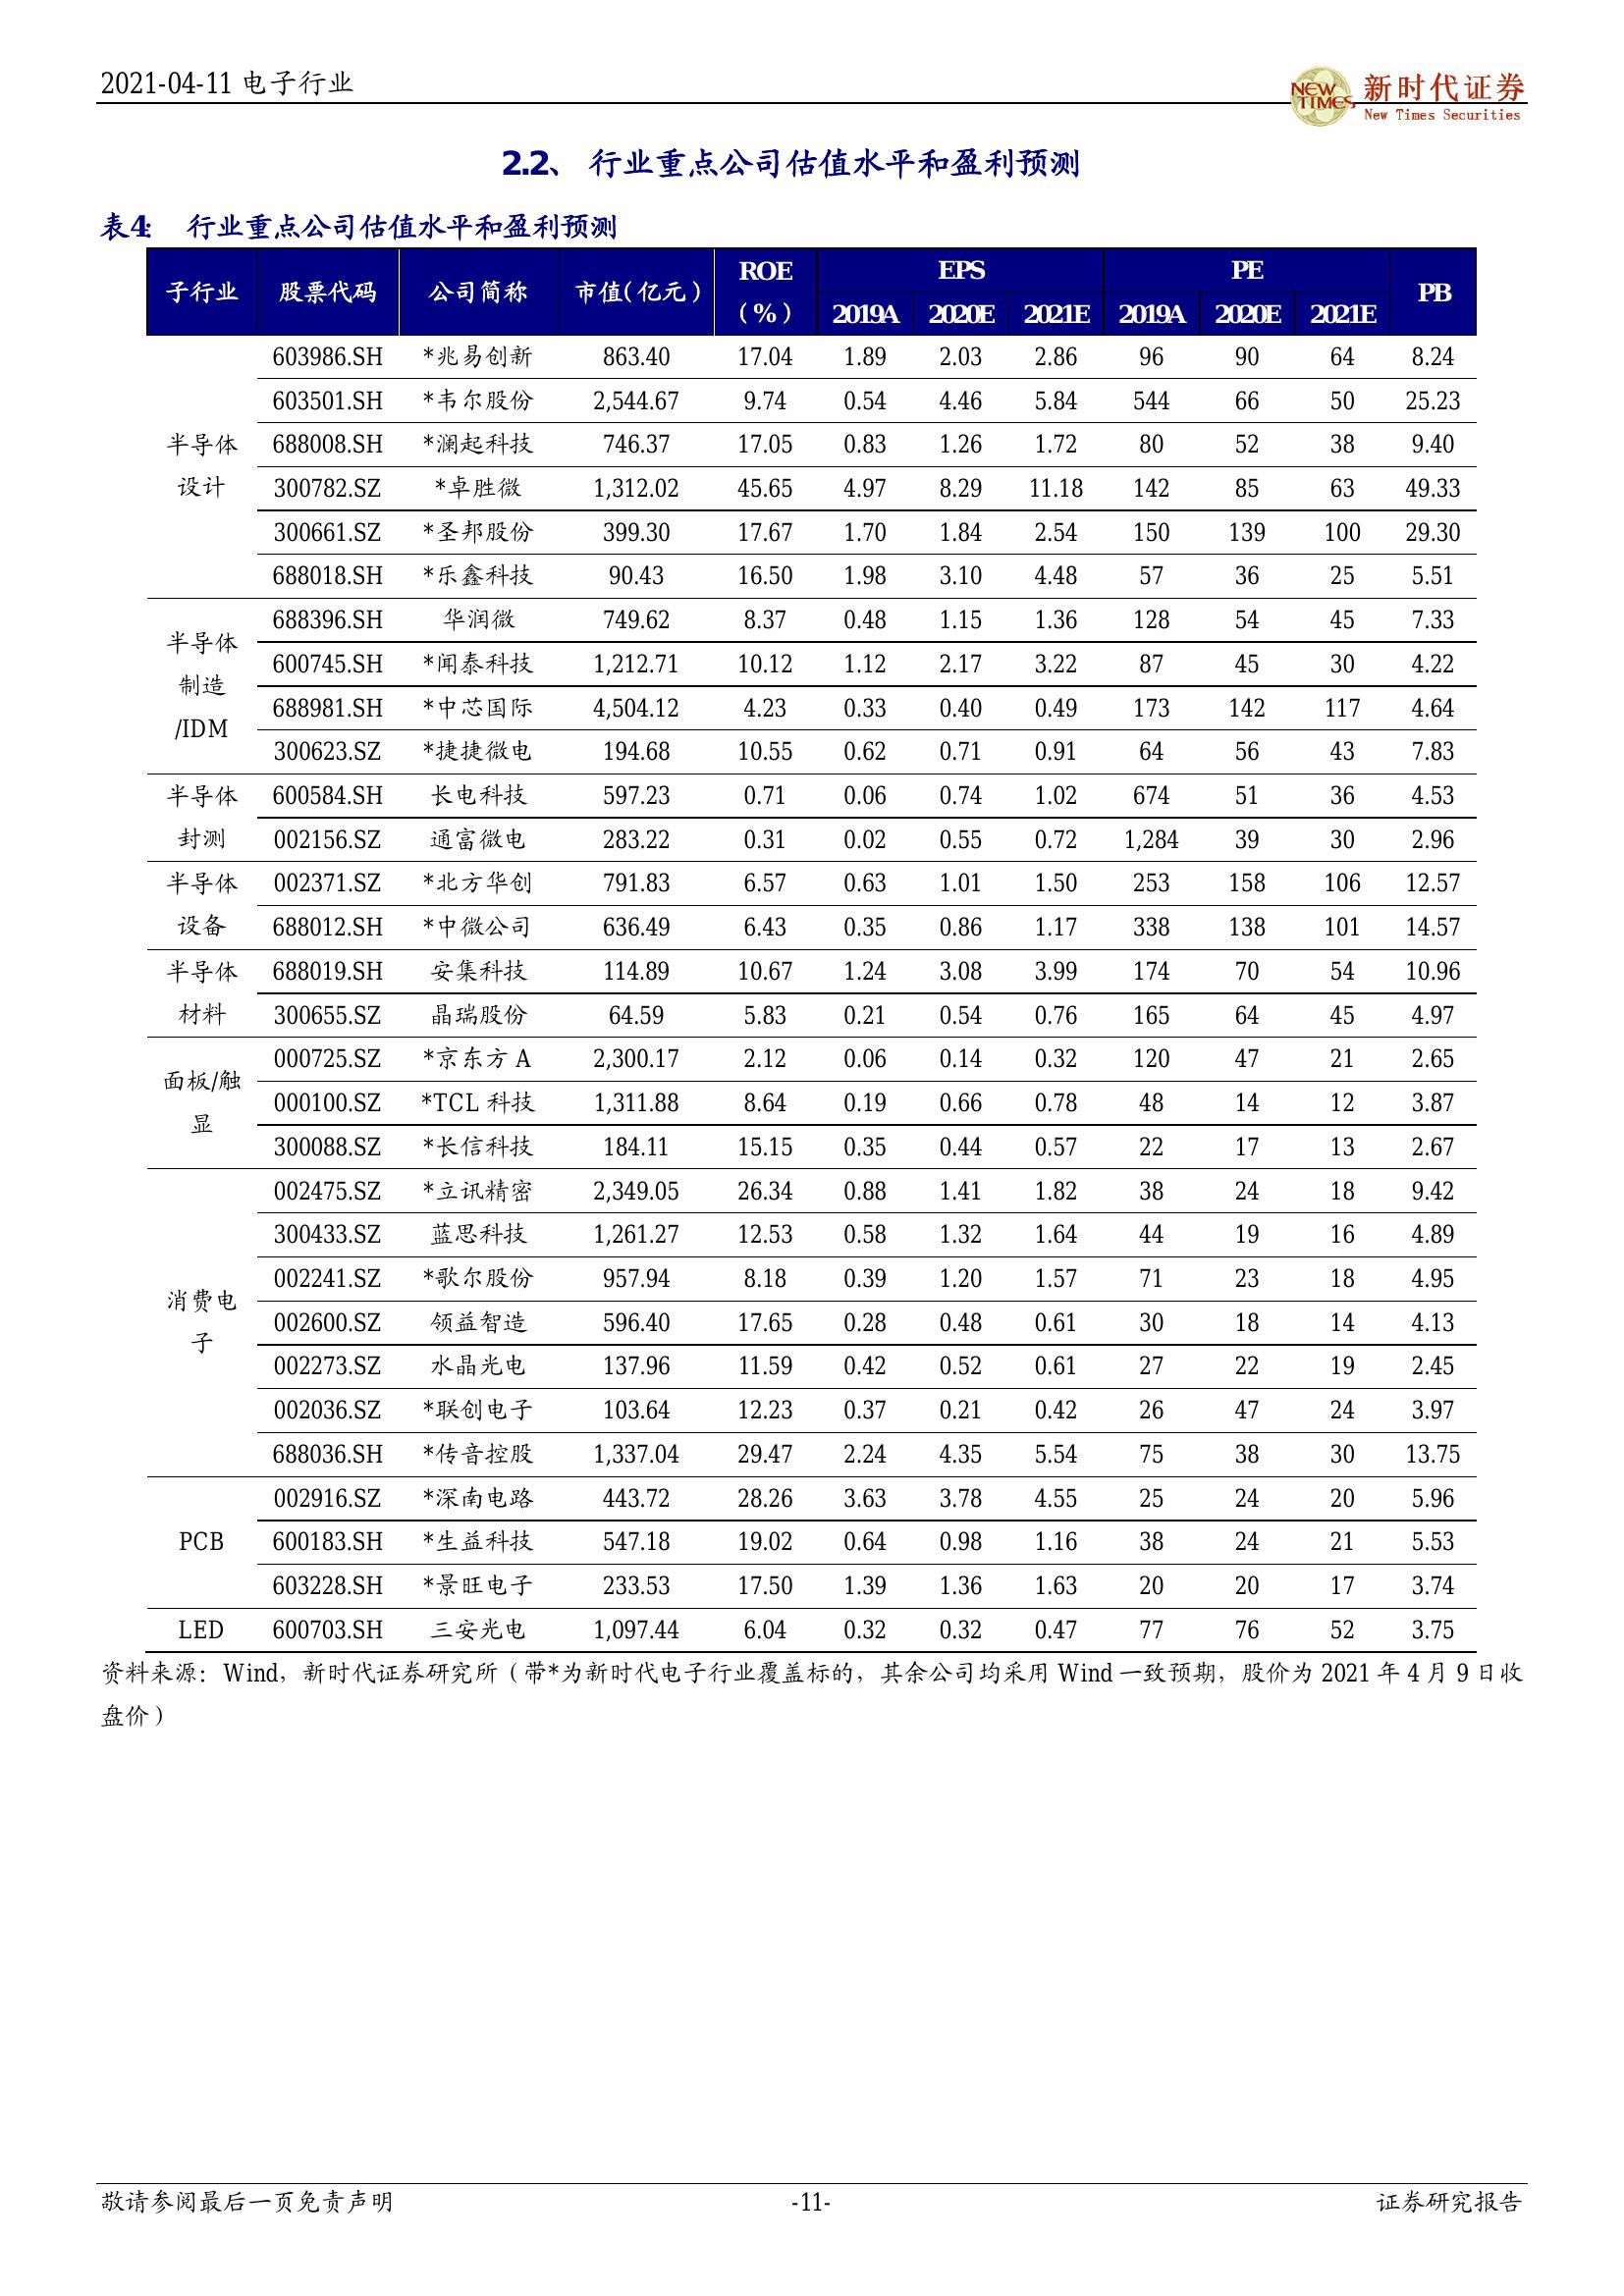 2021-04-11 电子行业
NEW TIMES 新时代证券
New Times Securities
2.2、 行业重点公司估值水平和盈利预测
表4: 行业重点公司估值水平和盈利预测
子行业 股票代码 公司简称 市值(亿元) ROE (%) EPS PE PB
2019A 2020E 2021E 2019A 2020E 2021E
半导体设计 603986.SH *兆易创新 863.40 17.04 1.89 2.03 2.86 96 90 64 8.24
603501.SH *韦尔股份 2,544.67 9.74 0.54 4.46 5.84 544 66 50 25.23
688008.SH *澜起科技 746.37 17.05 0.83 1.26 1.72 80 52 38 9.40
300782.SZ *卓胜微 1,312.02 45.65 4.97 8.29 11.18 142 85 63 49.33
300661.SZ *圣邦股份 399.30 17.67 1.70 1.84 2.54 150 139 100 29.30
688018.SH *乐鑫科技 90.43 16.50 1.98 3.10 4.48 57 36 25 5.51
半导体制造/IDM 688396.SH 华润微 749.62 8.37 0.48 1.15 1.36 128 54 45 7.33
600745.SH *闻泰科技 1,212.71 10.12 1.12 2.17 3.22 87 45 30 4.22
688981.SH *中芯国际 4,504.12 4.23 0.33 0.40 0.49 173 142 117 4.64
300623.SZ *捷捷微电 194.68 10.55 0.62 0.71 0.91 64 56 43 7.83
半导体封测 600584.SH 长电科技 597.23 0.71 0.06 0.74 1.02 674 51 36 4.53
002156.SZ 通富微电 283.22 0.31 0.02 0.55 0.72 1,284 39 30 2.96
半导体设备 002371.SZ *北方华创 791.83 6.57 0.63 1.01 1.50 253 158 106 12.57
688012.SH *中微公司 636.49 6.43 0.35 0.86 1.17 338 138 101 14.57
半导体材料 688019.SH 安集科技 114.89 10.67 1.24 3.08 3.99 174 70 54 10.96
300655.SZ 晶瑞股份 64.59 5.83 0.21 0.54 0.76 165 64 45 4.97
面板/触显 000725.SZ *京东方 A 2,300.17 2.12 0.06 0.14 0.32 120 47 21 2.65
000100.SZ *TCL 科技 1,311.88 8.64 0.19 0.66 0.78 48 14 12 3.87
300088.SZ *长信科技 184.11 15.15 0.35 0.44 0.57 22 17 13 2.67
消费电子 002475.SZ *立讯精密 2,349.05 26.34 0.88 1.41 1.82 38 24 18 9.42
300433.SZ 蓝思科技 1,261.27 12.53 0.58 1.32 1.64 44 19 16 4.89
002241.SZ *歌尔股份 957.94 8.18 0.39 1.20 1.57 71 23 18 4.95
002600.SZ 领益智造 596.40 17.65 0.28 0.48 0.61 30 18 14 4.13
002273.SZ 水晶光电 137.96 11.59 0.42 0.52 0.61 27 22 19 2.45
002036.SZ *联创电子 103.64 12.23 0.37 0.21 0.42 26 47 24 3.97
688036.SH *传音控股 1,337.04 29.47 2.24 4.35 5.54 75 38 30 13.75
PCB 002916.SZ *深南电路 443.72 28.26 3.63 3.78 4.55 25 24 20 5.96
600183.SH *生益科技 547.18 19.02 0.64 0.98 1.16 38 24 21 5.53
603228.SH *景旺电子 233.53 17.50 1.39 1.36 1.63 20 20 17 3.74
LED 600703.SH 三安光电 1,097.44 6.04 0.32 0.32 0.47 77 76 52 3.75
资料来源：Wind，新时代证券研究所（带*为新时代电子行业覆盖标的，其余公司均采用 Wind 一致预期，股价为 2021 年 4 月 9 日收
盘价）
敬请参阅最后一页免责声明 -11- 证券研究报告